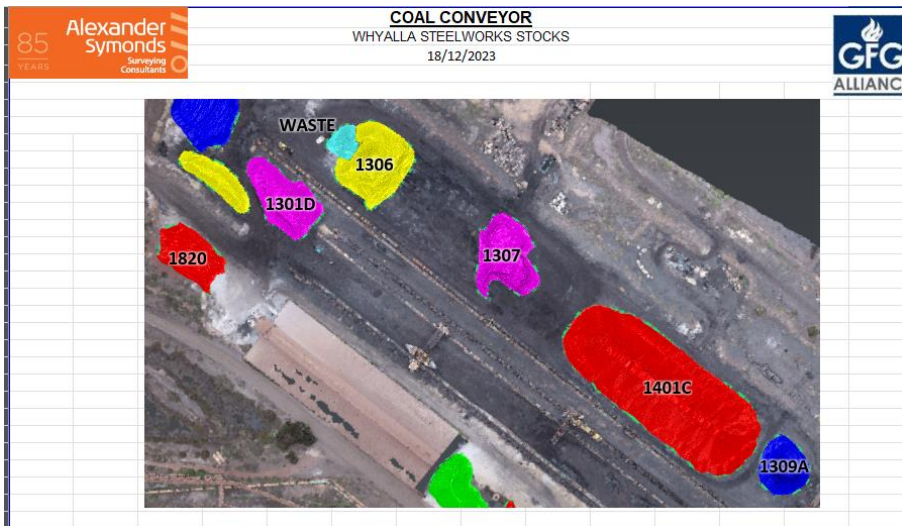 85
YEARS
Alexander
Symonds
Surveying
Consultants
COAL CONVEYOR
WHYALLA STEELWORKS STOCKS
18/12/2023
GFG
ALLIANCE
WASTE
1306
1301D
1820
1307
1401C
1309A